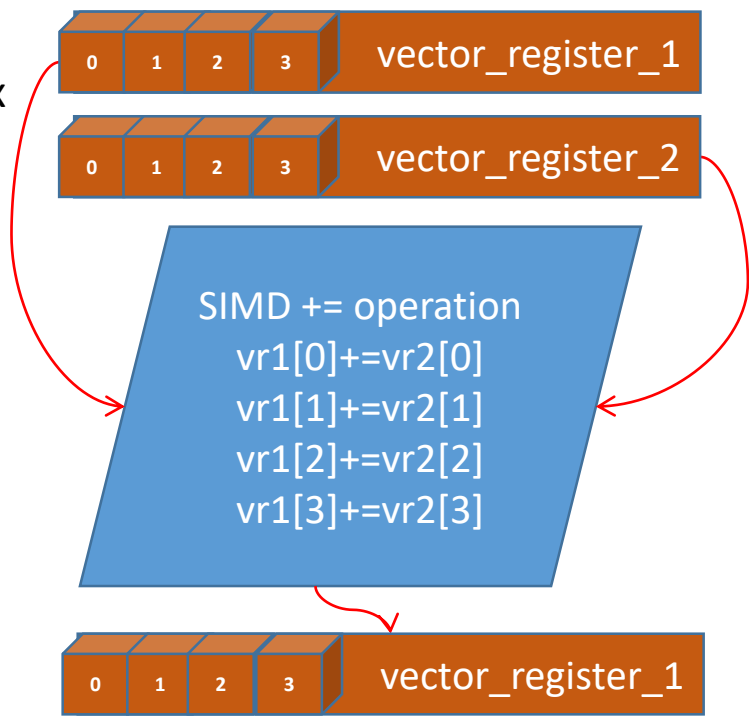 0 1 2 3 vector_register_1
x
0 1 2 3 vector_register_2
SIMD += operation
vr1[0]+=vr2[0]
vr1[1]+=vr2[1]
vr1[2]+=vr2[2]
vr1[3]+=vr2[3]
0 1 2 3 vector_register_1